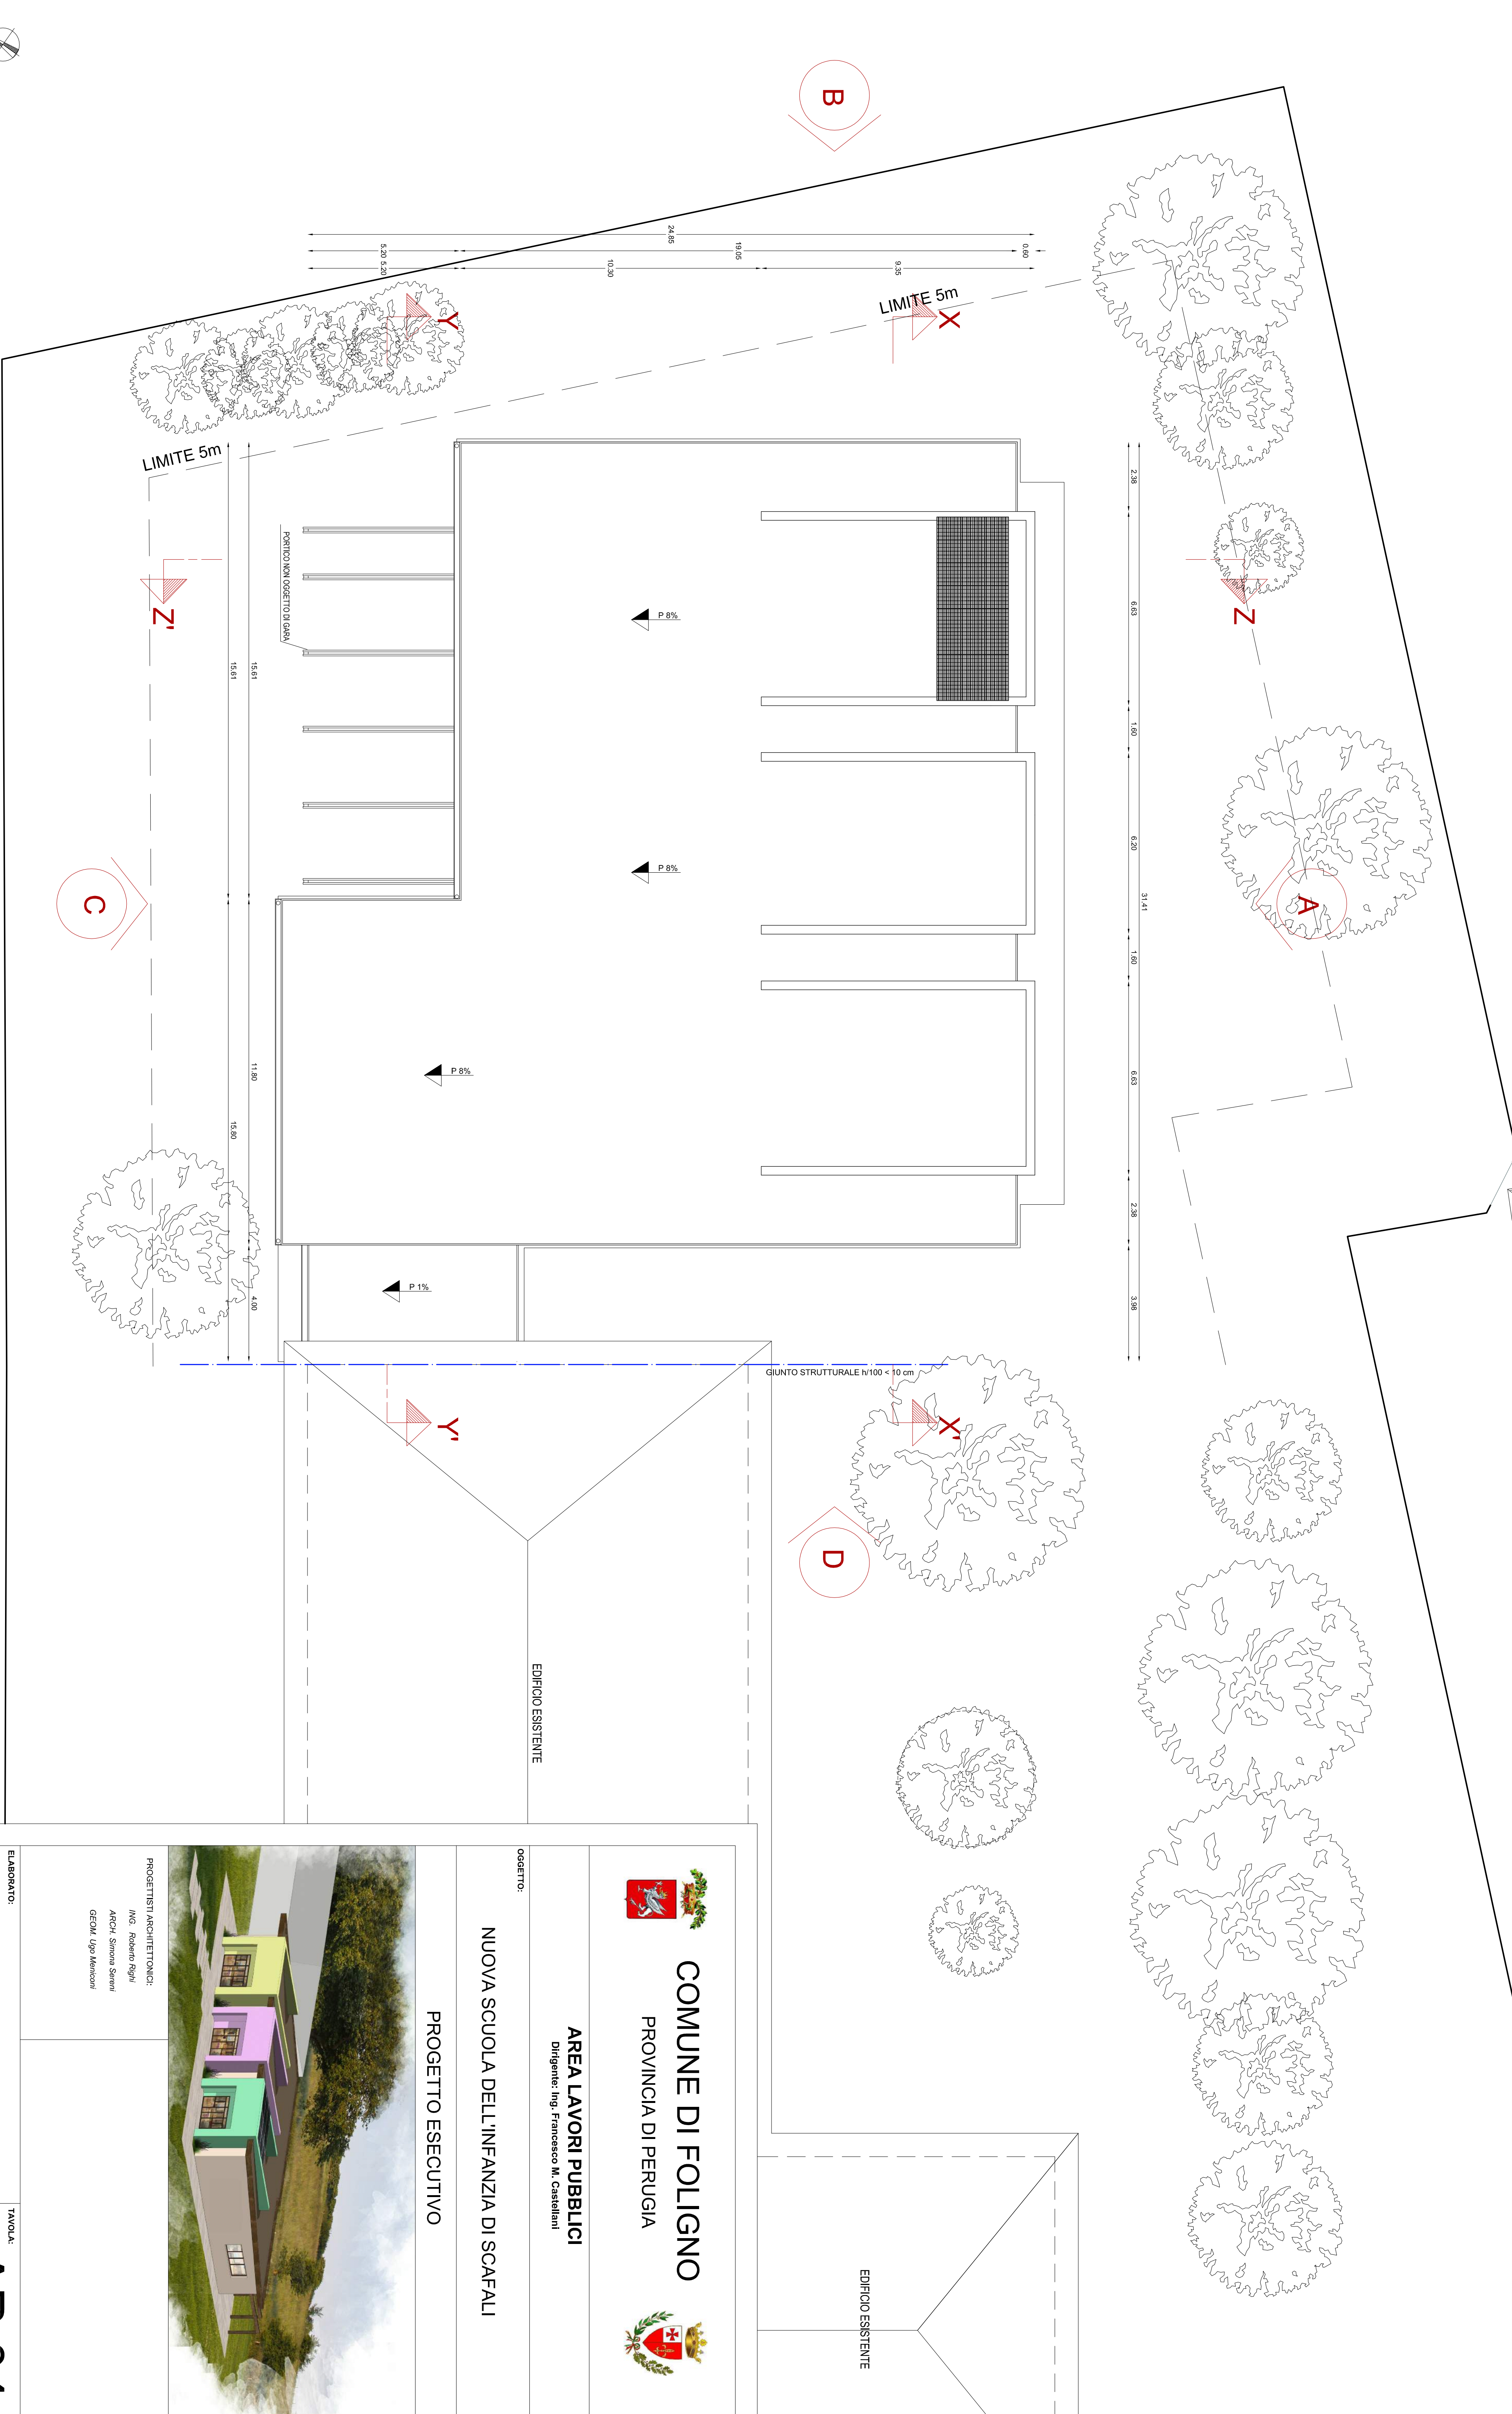 B
24.85
5.20
19.05
0.60
5.20
10.30
9.35
LIMITE 5m
X
Y
LIMITE 5m
2.38
6.63
1.60
6.20
1.60
6.63
2.38
3.98
31.41
Z
Z'
A
C
PORTICO NON OGGETTO DI GARA
15.61
15.61
11.80
15.80
4.00
P 8%
P 8%
P 8%
P 1%
GIUNTO STRUTTURALE h/100 < 10 cm
Y'
X'
D
EDIFICIO ESISTENTE
EDIFICIO ESISTENTE
COMUNE DI FOLIGNO
PROVINCIA DI PERUGIA
AREA LAVORI PUBBLICI
Dirigente: Ing. Francesco M. Castellani
OGGETTO:
NUOVA SCUOLA DELL'INFANZIA DI SCAFALI
PROGETTO ESECUTIVO
PROGETTISTI ARCHITETTONICI:
ING. Roberto Righi
ARCH. Simona Sereni
GEOM. Ugo Meniconi
ELABORATO:
TAVOLA: